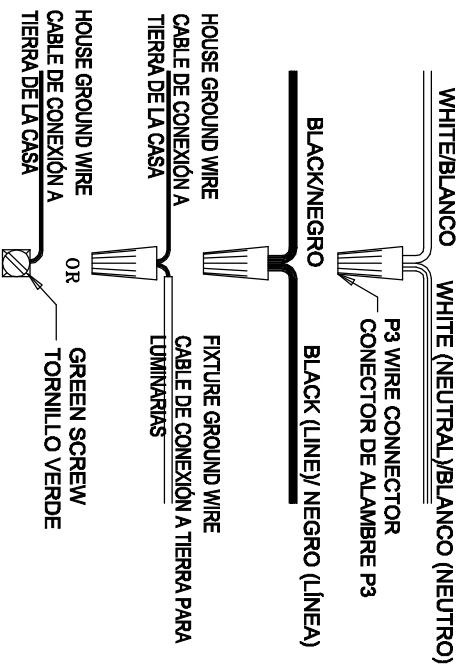 WHITE/BLANCO
WHITE (NEUTRAL)/BLANCO (NEUTRO)
P3 WIRE CONNECTOR
CONECTOR DE ALAMBRE P3
BLACK/NEGRO
BLACK (LINE)/ NEGRO (LÍNEA)
HOUSE GROUND WIRE
CABLE DE CONEXIÓN A
TIERRA DE LA CASA
FIXTURE GROUND WIRE
CABLE DE CONEXIÓN A TIERRA PARA
LUMINARIAS
OR
HOUSE GROUND WIRE
CABLE DE CONEXIÓN A
TIERRA DE LA CASA
GREEN SCREW
TORNILLO VERDE